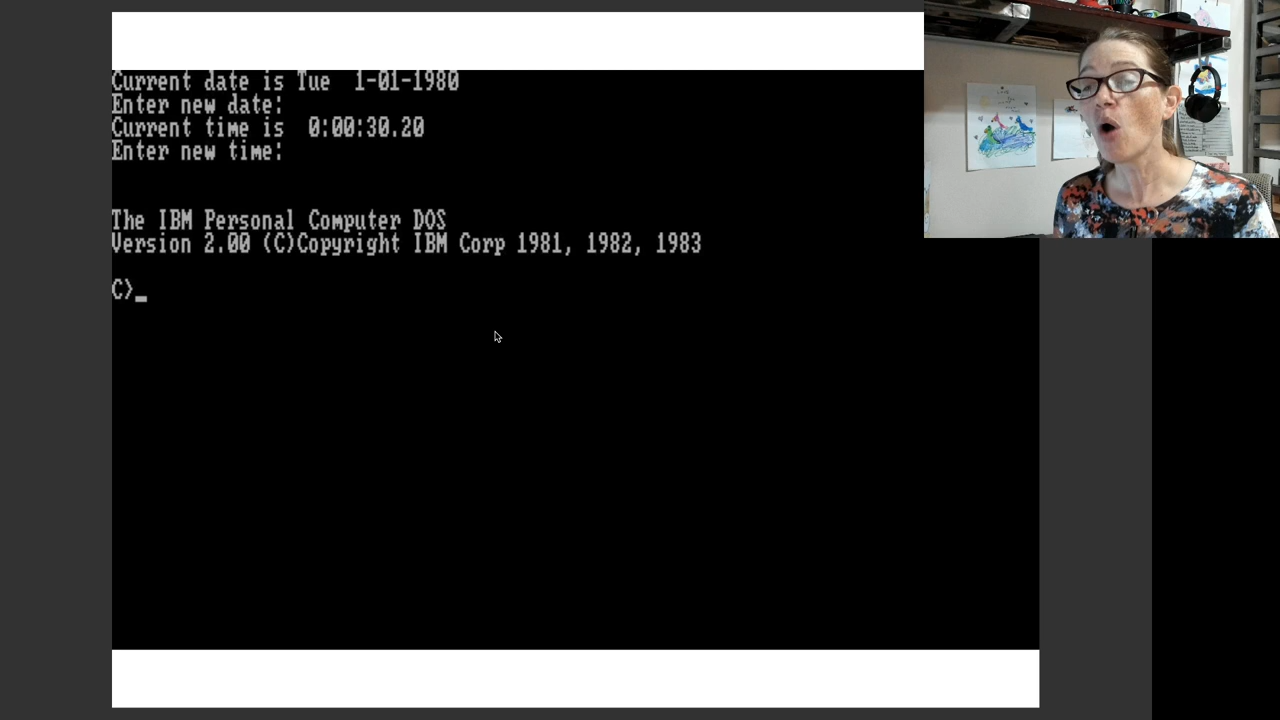 Current date is Tue  1-01-1980
Enter new date:
Current time is  0:00:30.20
Enter new time:
The IBM Personal Computer DOS
Version 2.00 (C)Copyright IBM Corp 1981, 1982, 1983
C>_